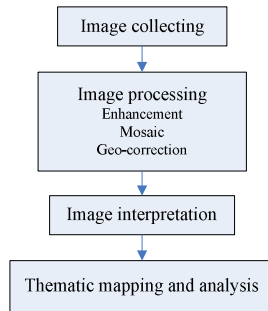 Image collecting
Image processing
Enhancement
Mosaic
Geo-correction
Image interpretation
Thematic mapping and analysis